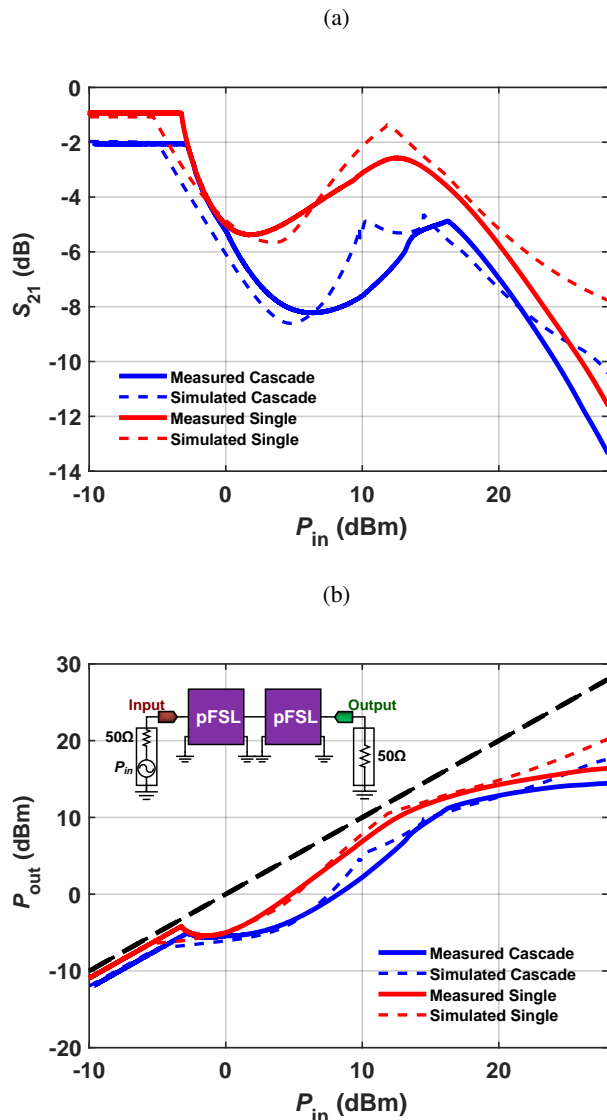 (a)
0
-2
-4
-6
-8
-10
-12
-14
S21 (dB)
Measured Cascade
Simulated Cascade
Measured Single
Simulated Single
-10
0
10
20
Pin (dBm)
(b)
30
20
10
0
-10
-20
Pout (dBm)
Input
pFSL
pFSL
Output
50Ω
Pin
50Ω
Measured Cascade
Simulated Cascade
Measured Single
Simulated Single
-10
0
10
20
Pin (dBm)